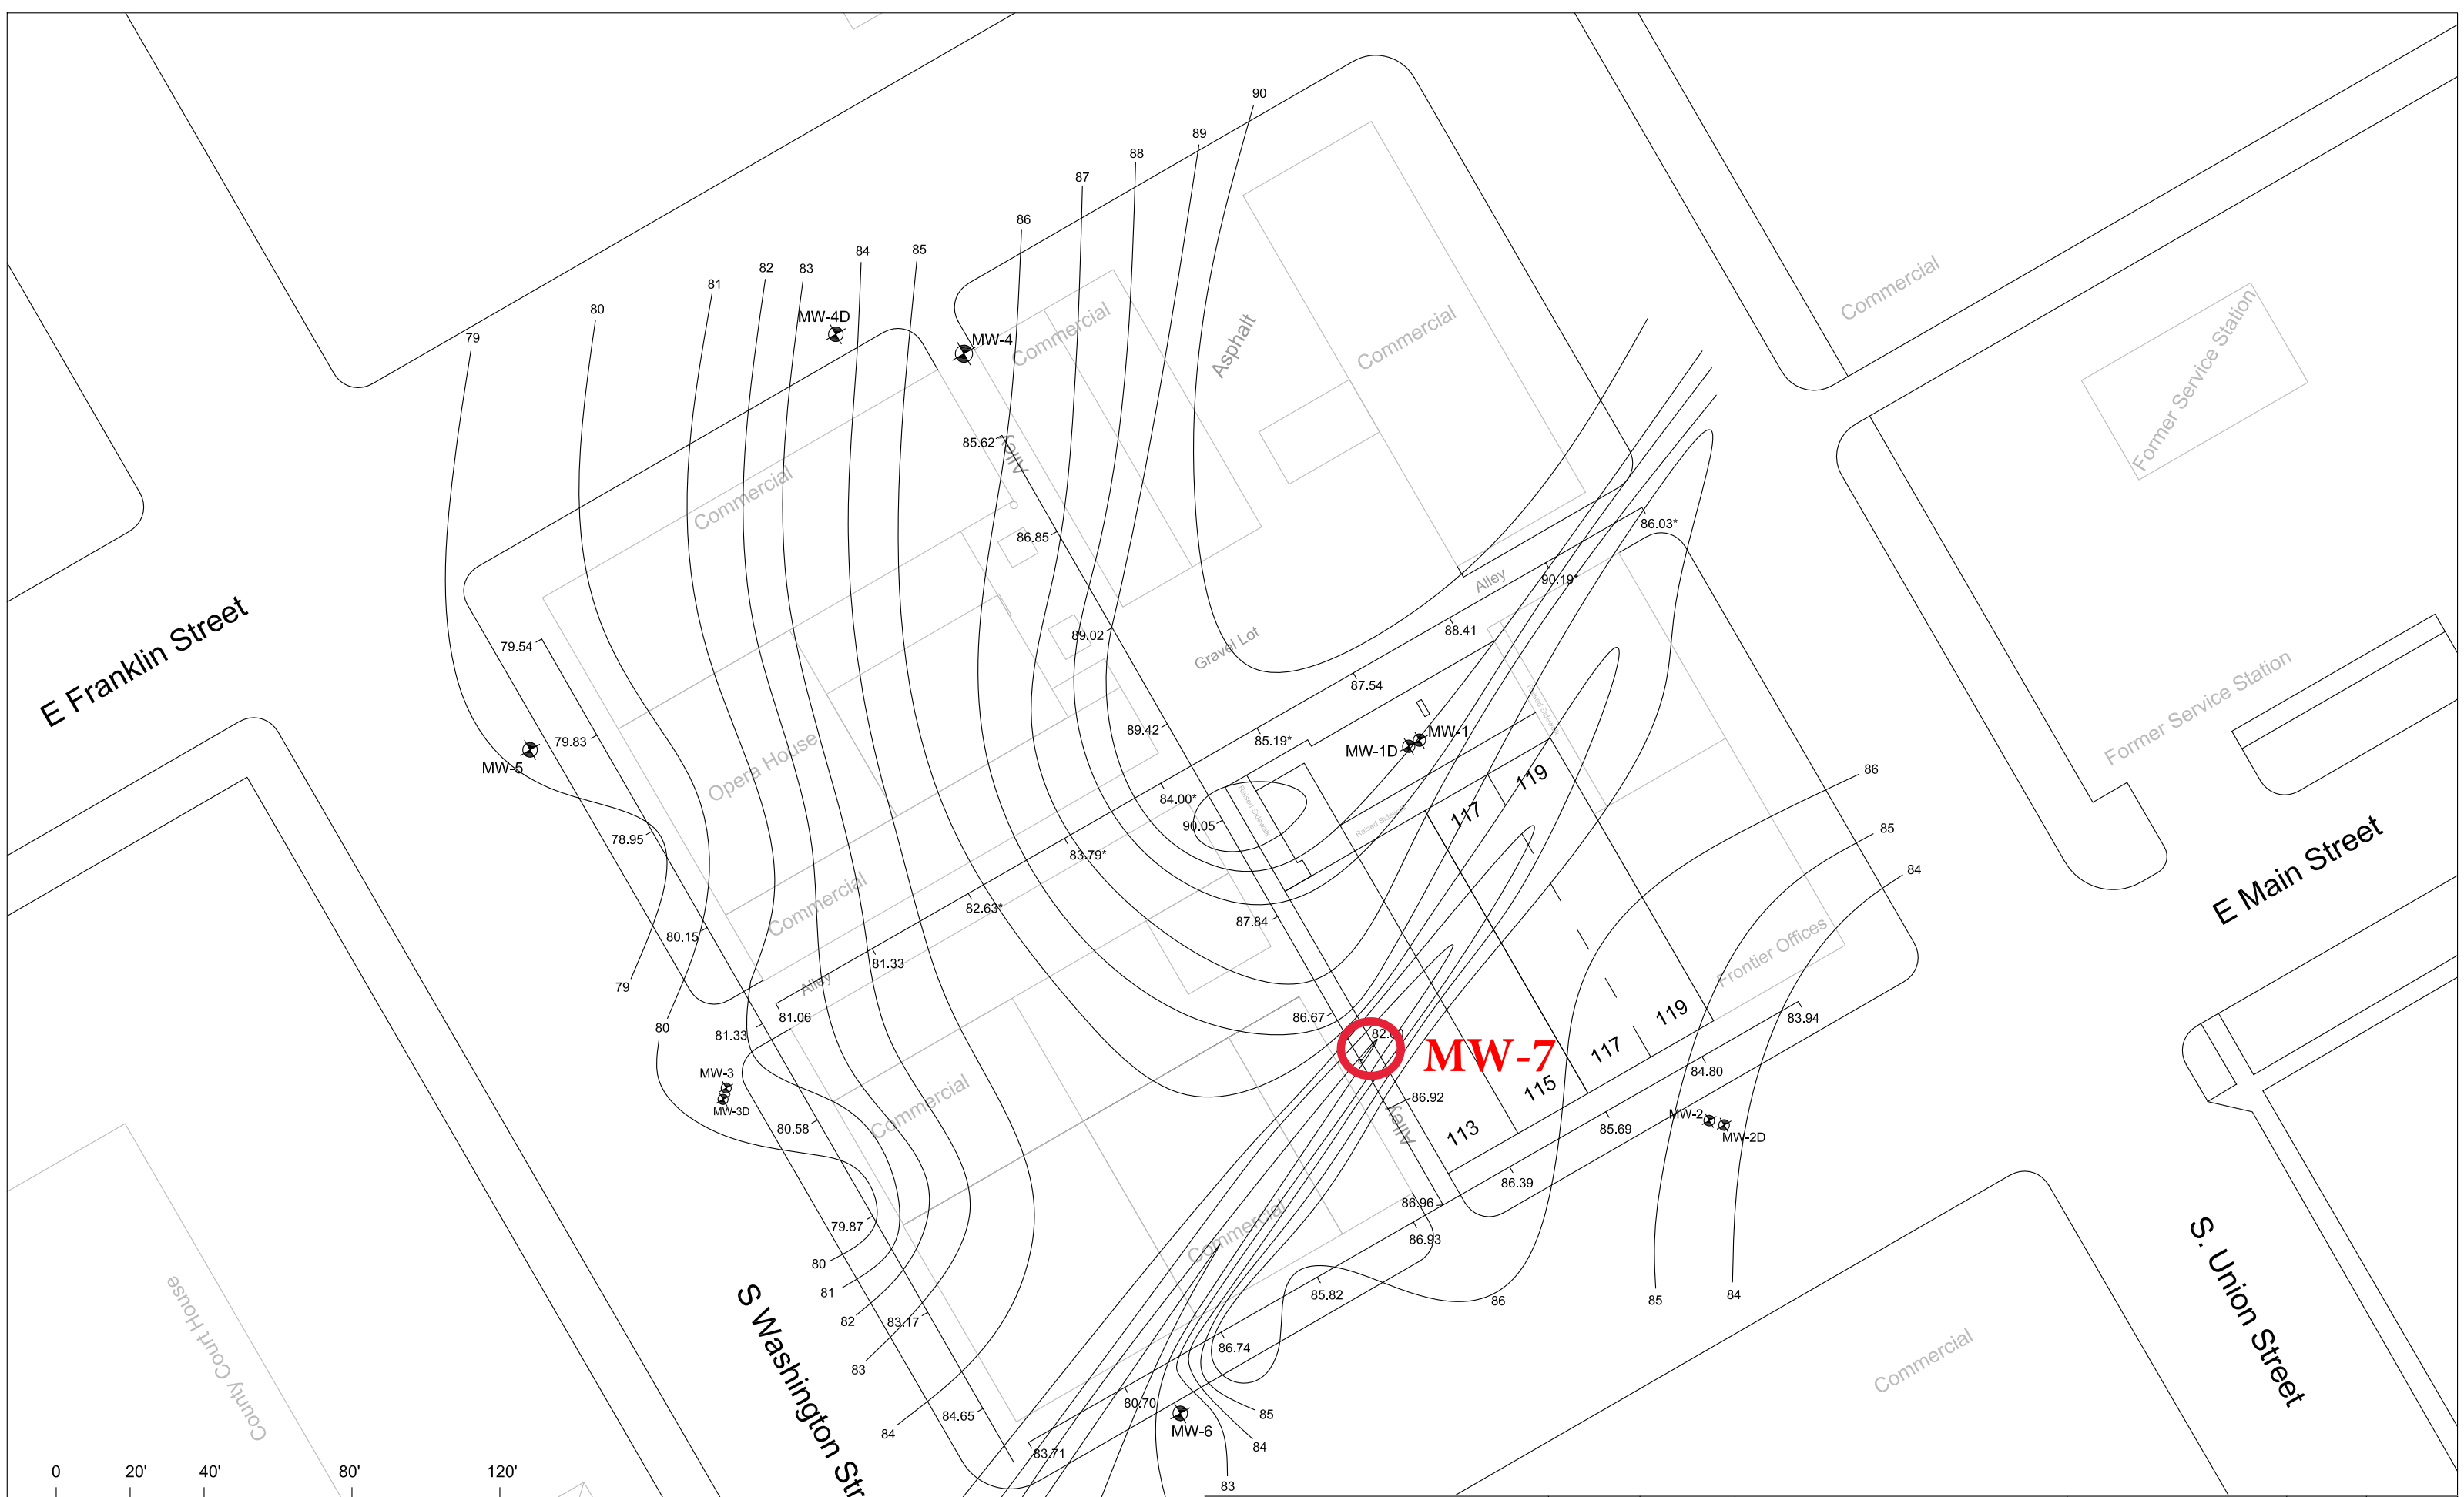 90
89
88
87
86
85
84
83
82
81
80
79
MW-4D
MW-4
Commercial
Asphalt
Commercial
Commercial
Former Service Station
85.62
Alley
Commercial
86.85
86.03*
Alley
90.19*
E Franklin Street
79.54
89.02
Gravel Lot
88.41
Former Service Station
87.54
79.83
MW-5
Opera House
89.42
85.19*
MW-1D
MW-1
Raised Sidewalk
86
119
117
84.00*
90.05
Raised Sidewalk
78.95
83.79*
85
E Main Street
84
Commercial
82.63*
87.84
80.15
81.33
Alley
Frontier Offices
79
81.06
86.67
119
83.94
80
81.33
MW-7
117
84.80
MW-3
MW-3D
Commercial
115
86.92
Alley
113
85.69
MW-2
MW-2D
80.58
86.39
86.96
79.87
Commercial
86.93
80
81
82
83.17
83
85.82
86
85
84
86.74
S. Union Street
County Court House
Commercial
80.70
85
84.65
84
MW-6
84
83.71
83
0
20'
40'
80'
120'
S Washington Str